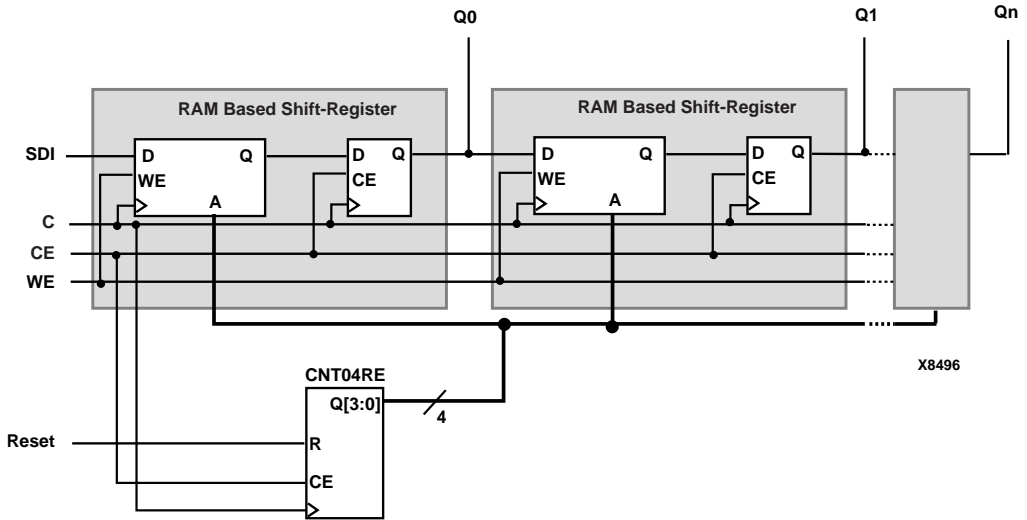 Q0
Q1
Qn
RAM Based Shift-Register
RAM Based Shift-Register
SDI
D
Q
WE
A
D
Q
CE
D
Q
WE
A
D
Q
CE
C
CE
WE
X8496
CNT04RE
Q[3:0]
4
Reset
R
CE